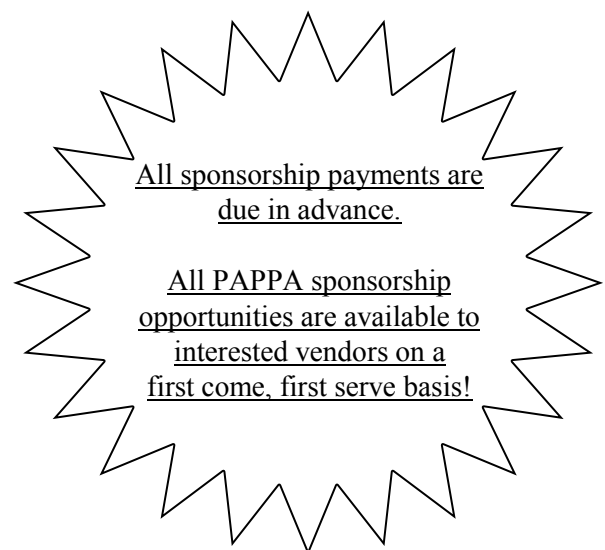 All sponsorship payments are
due in advance.
All PAPPA sponsorship
opportunities are available to
interested vendors on a
first come, first serve basis!